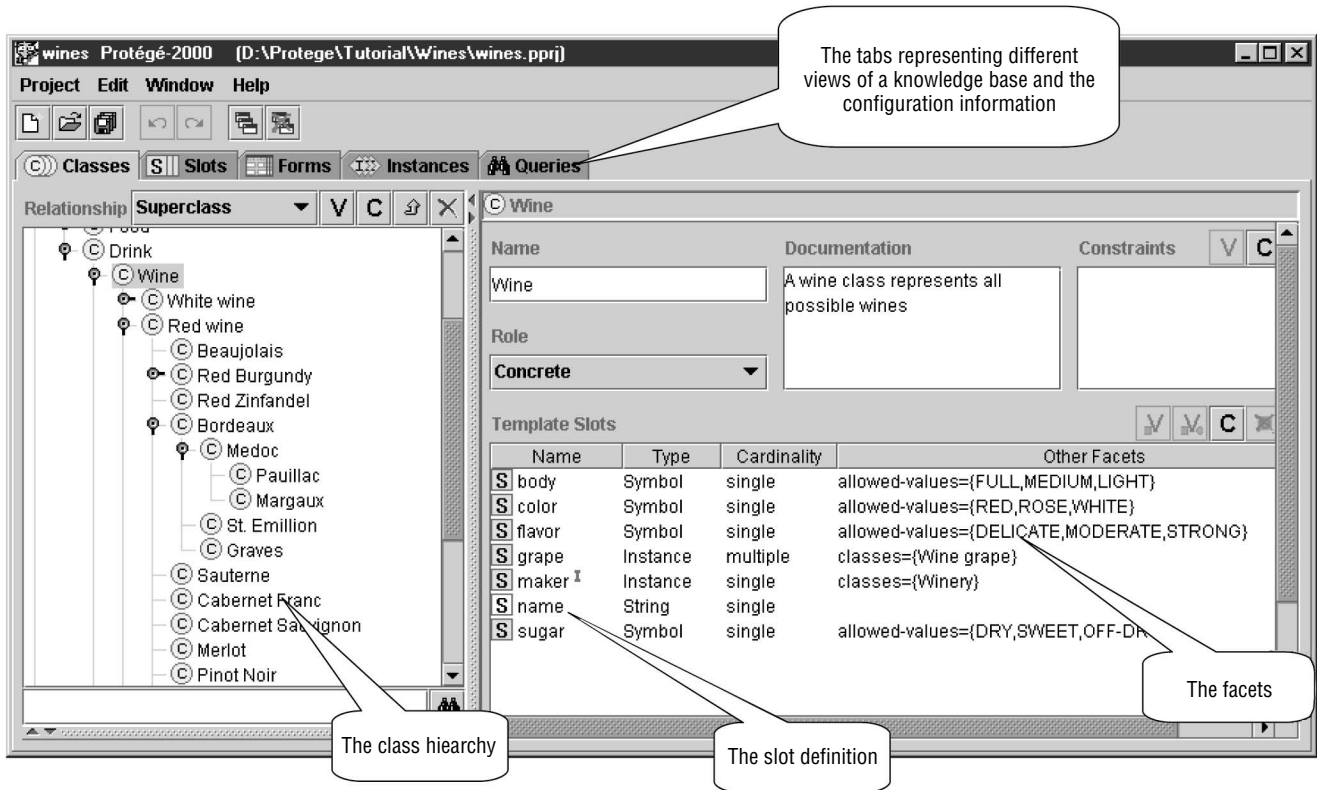 The tabs representing different
views of a knowledge base and the
configuration information
wines Protégé-2000 (D:\Protege\Tutorial\Wines\wines.pprj)
Project Edit Window Help
Classes S Slots Forms Instances Queries
Relationship Superclass V C
Food
Drink
Wine
White wine
Red wine
Beaujolais
Red Burgundy
Red Zinfandel
Bordeaux
Medoc
Pauillac
Margaux
St. Emillion
Graves
Sauterne
Cabernet Franc
Cabernet Sauvignon
Merlot
Pinot Noir
C Wine
Name Documentation Constraints V C
Wine
A wine class represents all
possible wines
Role
Concrete
Template Slots V V C
Name Type Cardinality Other Facets
S body Symbol single allowed-values={FULL,MEDIUM,LIGHT}
S color Symbol single allowed-values={RED,ROSE,WHITE}
S flavor Symbol single allowed-values={DELICATE,MODERATE,STRONG}
S grape Instance multiple classes={Wine grape}
S maker I Instance single classes={Winery}
S name String single
S sugar Symbol single allowed-values={DRY,SWEET,OFF-DR
The class hiearchy
The slot definition
The facets